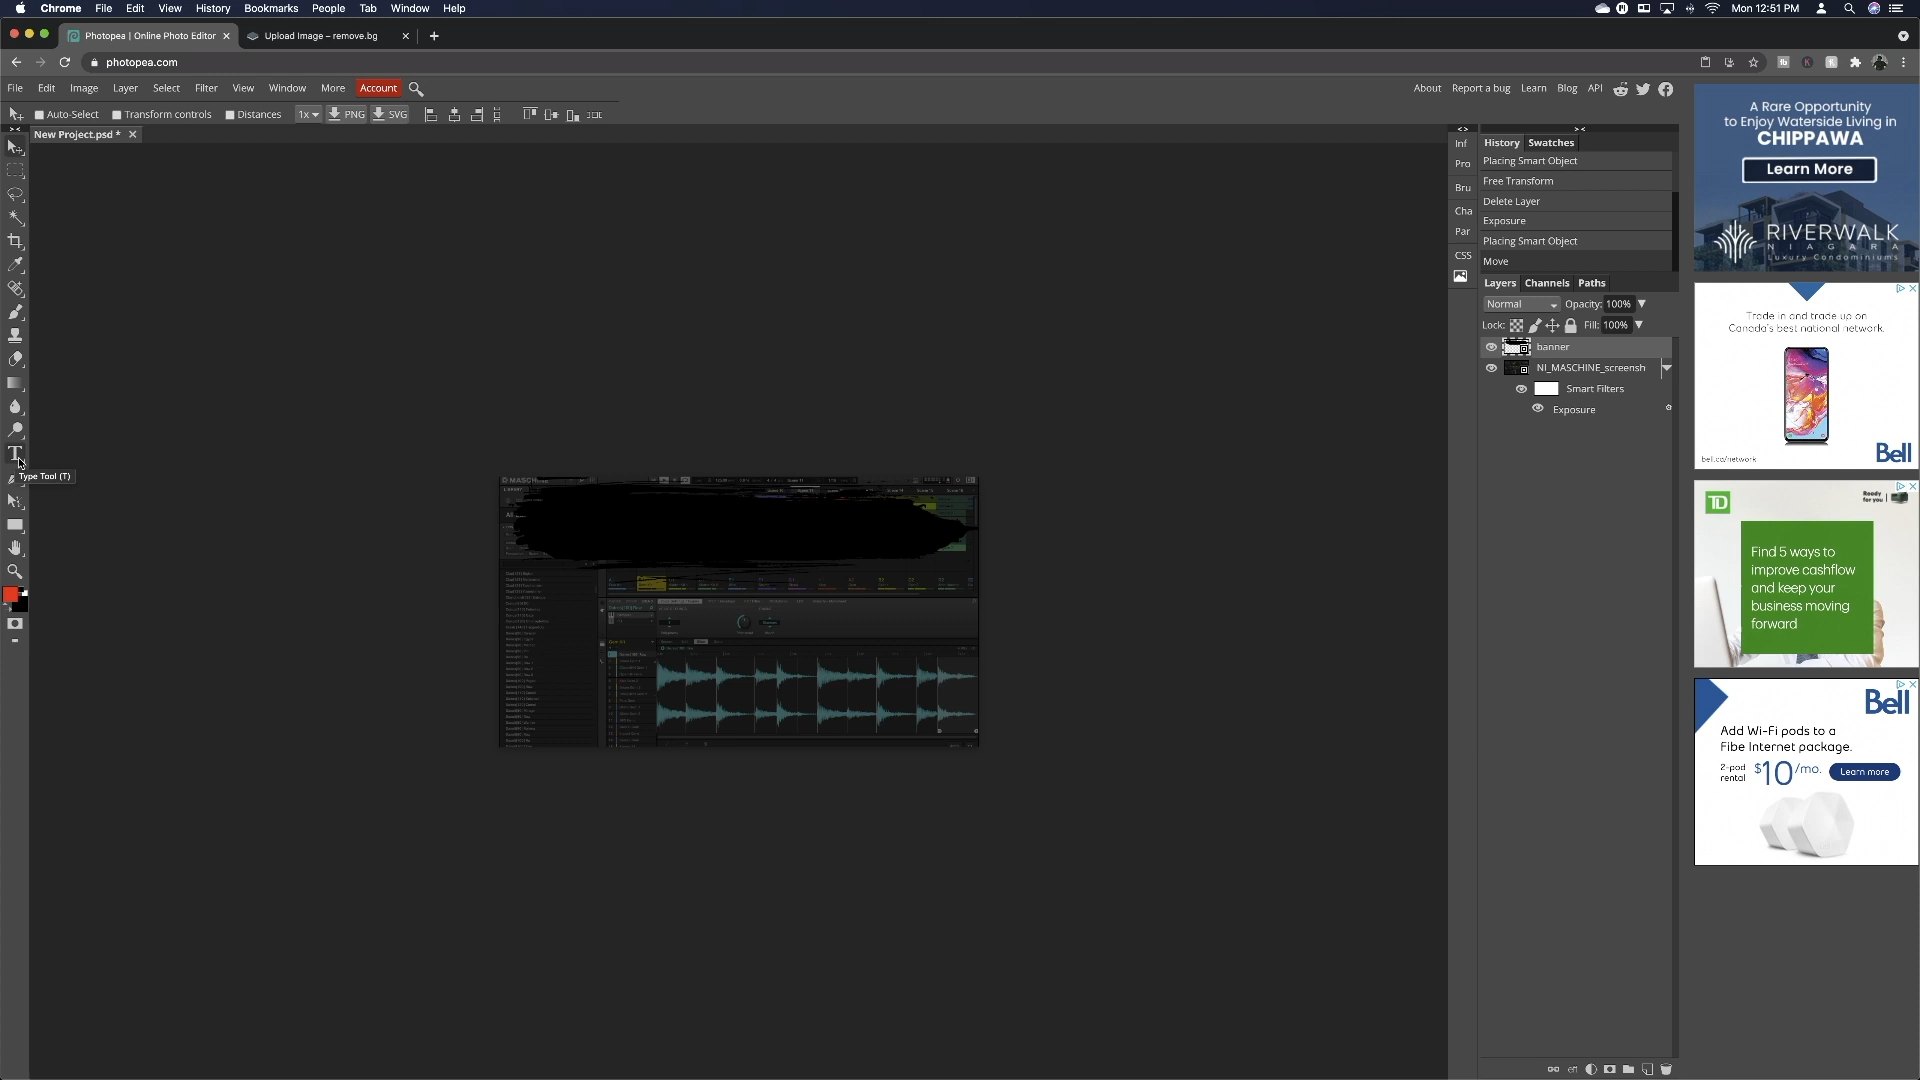 Chrome File Edit View History Bookmarks People Tab Window Help
Mon 12:51 PM
Photopea | Online Photo Editor
Upload Image – remove.bg
photopea.com
File Edit Image Layer Select Filter View Window More Account
About Report a bug Learn Blog API
Auto-Select Transform controls Distances 1x PNG SVG
New Project.psd *
Type Tool (T)
Inf
Pro
Bru
Cha
Par
CSS
History Swatches
Placing Smart Object
Free Transform
Delete Layer
Exposure
Placing Smart Object
Move
Layers Channels Paths
Normal Opacity: 100%
Lock: Fill: 100%
banner
NI_MASCHINE_screensh
Smart Filters
Exposure
eff
A Rare Opportunity
to Enjoy Waterside Living in
CHIPPAWA
Learn More
RIVERWALK
NIAGARA
Luxury Condominiums
Trade in and trade up on
Canada's best national network.
bell.ca/network
Bell
TD
Ready
for you
Find 5 ways to
improve cashflow
and keep your
business moving
forward
Bell
Add Wi-Fi pods to a
Fibe Internet package.
2-pod
rental
$10/mo.
Learn more